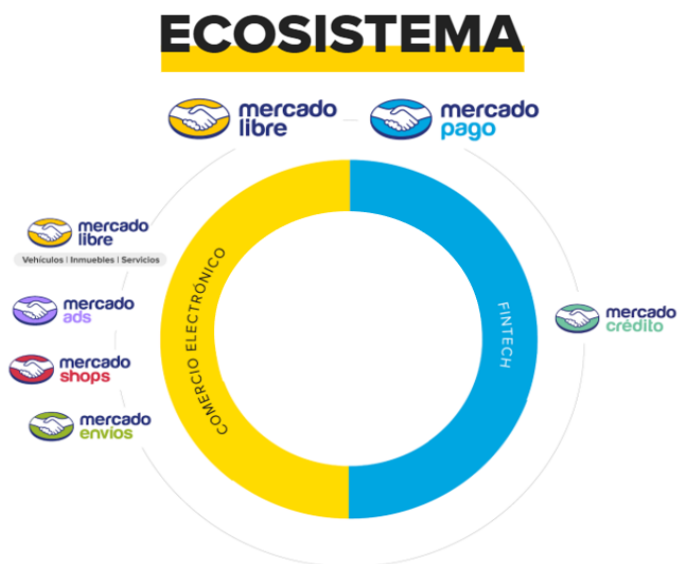 ECOSISTEMA
mercado
libre
mercado
pago
mercado
libre
Vehículos | Inmuebles | Servicios
mercado
ads
mercado
shops
mercado
envíos
COMERCIO ELECTRÓNICO
FINTECH
mercado
crédito